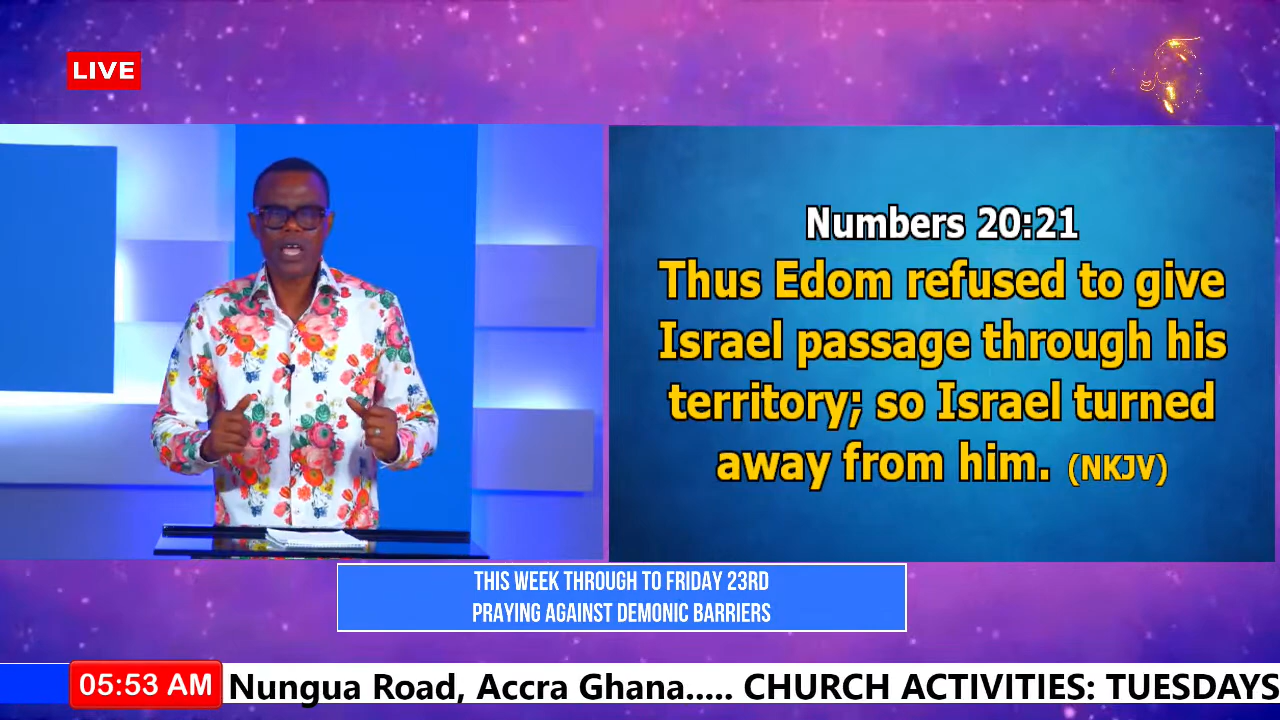 LIVE
Numbers 20:21
Thus Edom refused to give
Israel passage through his
territory; so Israel turned
away from him. (NKJV)
THIS WEEK THROUGH TO FRIDAY 23RD
PRAYING AGAINST DEMONIC BARRIERS
05:53 AM Nungua Road, Accra Ghana..... CHURCH ACTIVITIES: TUESDAYS